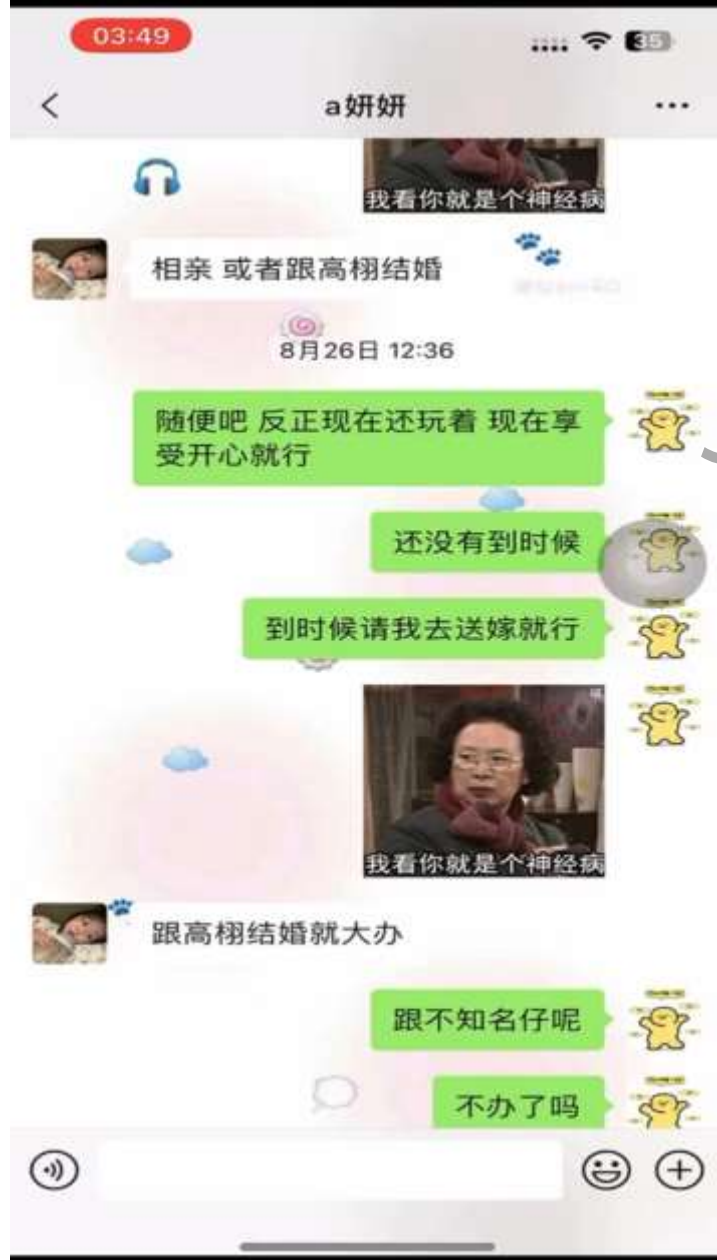 03:49
35
a妍妍
我看你就是个神经病
相亲 或者跟高栩结婚
8月26日 12:36
随便吧 反正现在还玩着 现在享
受开心就行
还没有到时候
到时候请我去送嫁就行
我看你就是个神经病
跟高栩结婚就大办
跟不知名仔呢
不办了吗